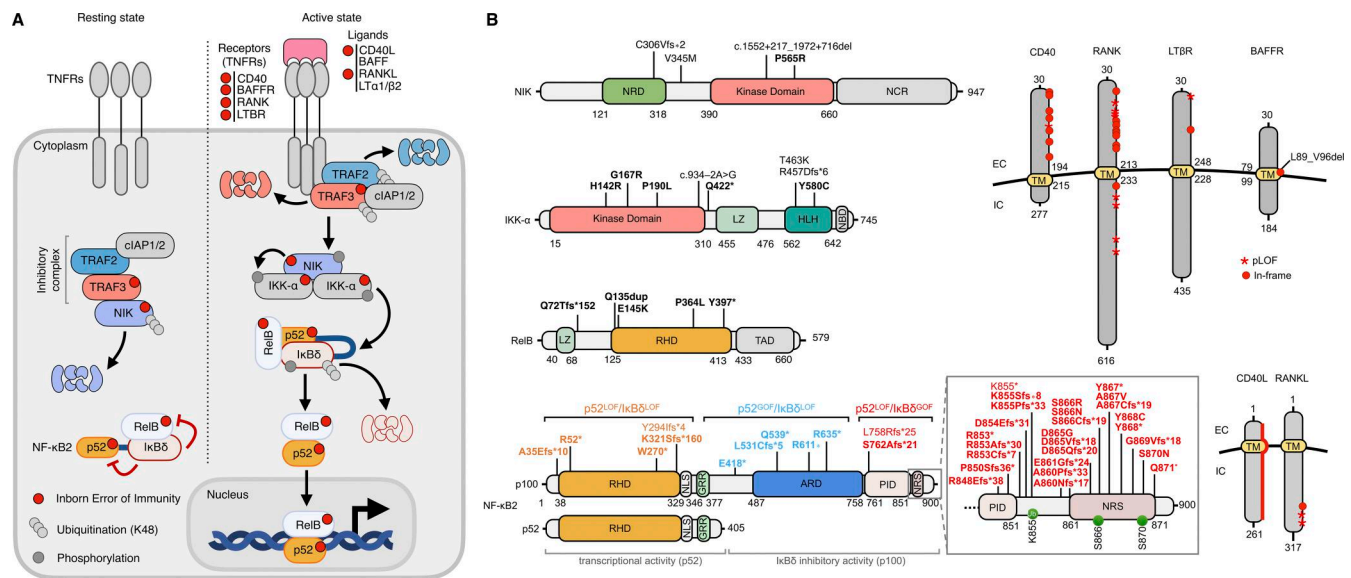 A
Resting state
Active state
Receptors
(TNFRs)
CD40
BAFFR
RANK
LTBR
Ligands
CD40L
BAFF
RANKL
LTα1/β2
TNFRs
Cytoplasm
TRAF2
TRAF3
cIAP1/2
Inhibitory
complex
cIAP1/2
TRAF2
TRAF3
NIK
NIK
IKK-α
IKK-α
RelB
p52
IκBδ
RelB
p52
IκBδ
NF-κB2
RelB
p52
Nucleus
RelB
p52
Inborn Error of Immunity
Ubiquitination (K48)
Phosphorylation
B
C306Vfs*2
V345M
c.1552+217_1972+716del
P565R
NIK
NRD
Kinase Domain
NCR
947
121
318
390
660
G167R
H142R
P190L
c.934–2A>G
Q422*
T463K
R457Dfs*6
Y580C
IKK-α
Kinase Domain
LZ
HLH
NBD
745
15
310
455
476
562
642
Q72Tfs*152
Q135dup
E145K
P364L
Y397*
RelB
LZ
RHD
TAD
579
40
68
125
413
433
660
p52LOF/IκBδLOF
p52GOF/IκBδLOF
p52LOF/IκBδGOF
A35Efs*10
R52*
Y294Ifs*4
K321Sfs*160
W270*
E418*
L531Cfs*5
Q539*
R611*
R635*
L758Rfs*25
S762Afs*21
p100
RHD
NLS
GRR
ARD
PID
NRS
NF-κB2
1
38
329
346
377
487
758
761
851
900
p52
RHD
NLS
GRR
405
transcriptional activity (p52)
IκBδ inhibitory activity (p100)
K855*
K855Sfs*8
K855Pfs*33
D854Efs*31
R853*
R853Afs*30
R853Cfs*7
P850Sfs*36
R848Efs*38
S866R
S866N
S866Cfs*19
D865G
D865Vfs*18
D865Qfs*20
E861Gfs*24
A860Pfs*33
A860Nfs*17
Y867*
A867V
A867Cfs*19
Y868C
Y868*
G869Vfs*18
S870N
Q871*
PID
NRS
900
851
K855
861
S866
S870
871
CD40
RANK
LTβR
BAFFR
30
30
30
30
EC
IC
TM
TM
TM
TM
194
215
277
213
233
616
248
228
435
79
99
184
L89_V96del
pLOF
In-frame
CD40L
RANKL
1
1
EC
IC
TM
TM
261
317